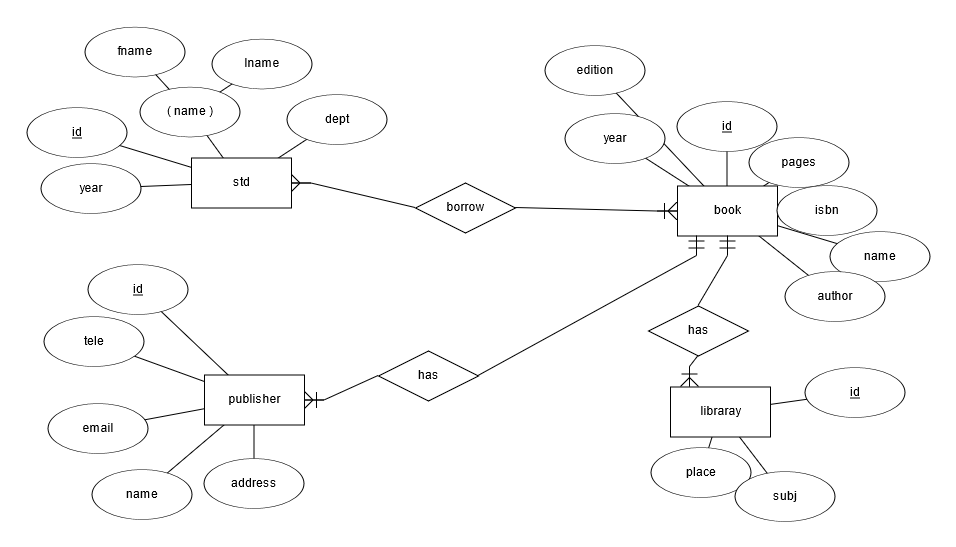 fname
lname
( name )
id
dept
year
std
edition
year
id
pages
isbn
name
author
book
borrow
id
tele
email
name
address
publisher
has
has
libraray
id
place
subj